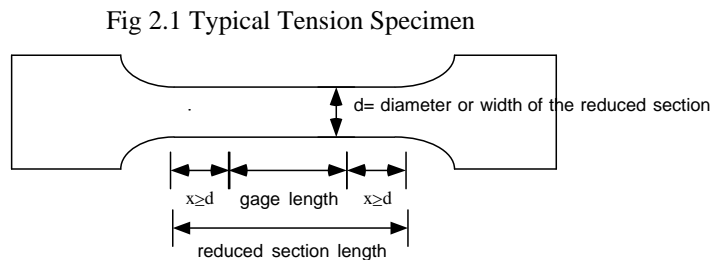 Fig 2.1 Typical Tension Specimen
d= diameter or width of the reduced section
x≥d gage length x≥d
reduced section length